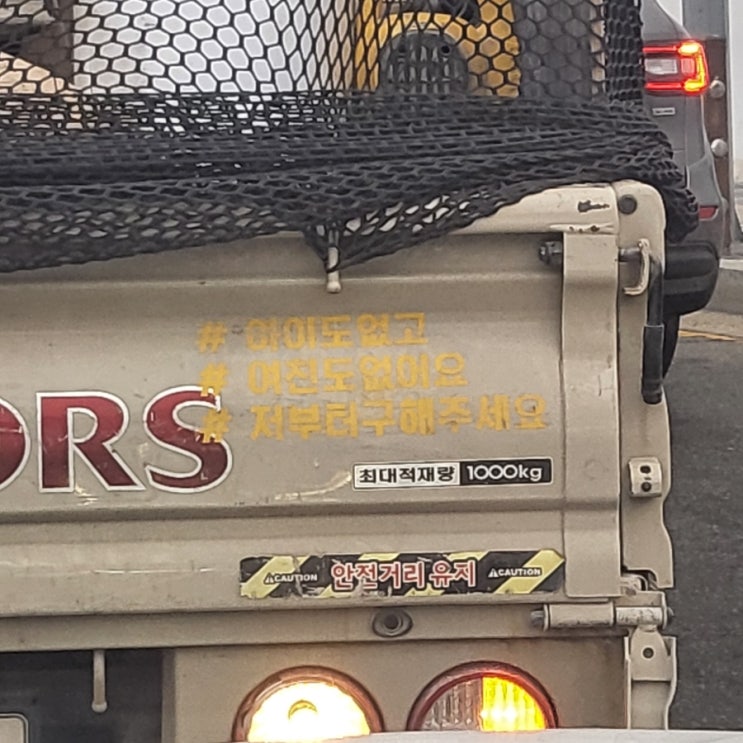 # 아이도없고
# 여친도없어요
# 저부터구해주세요
ORS
최대적재량 1000kg
CAUTION 안전거리 유지 CAUTION